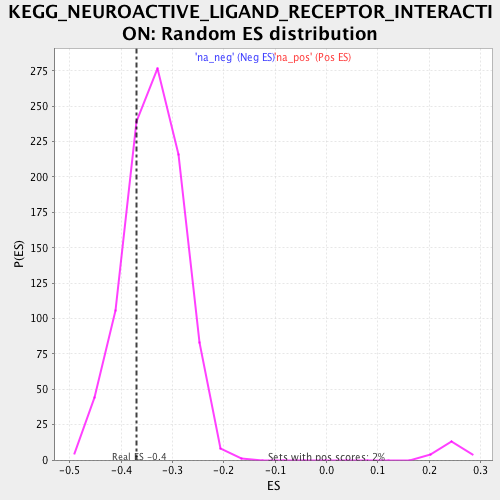 KEGG_NEUROACTIVE_LIGAND_RECEPTOR_INTERACTI
ON: Random ES distribution
'na_neg' (Neg ES)'na_pos' (Pos ES)
275
250
225
200
175
150
125
100
75
50
25
0
P(ES)
Real ES -0.4
Sets with pos scores: 2%
-0.5 -0.4 -0.3 -0.2 -0.1 0.0 0.1 0.2 0.3
ES